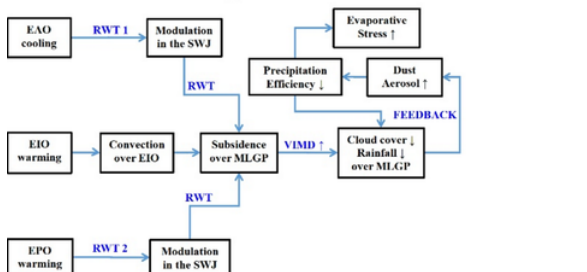 EAO
cooling
RWT 1
Modulation
in the SWJ
Evaporative
Stress ↑
RWT
Precipitation
Efficiency ↓
Dust
Aerosol ↑
FEEDBACK
EIO
warming
Convection
over EIO
Subsidence
over MLGP
VIMD ↑
Cloud cover ↓
Rainfall ↓
over MLGP
RWT
EPO
warming
RWT 2
Modulation
in the SWJ